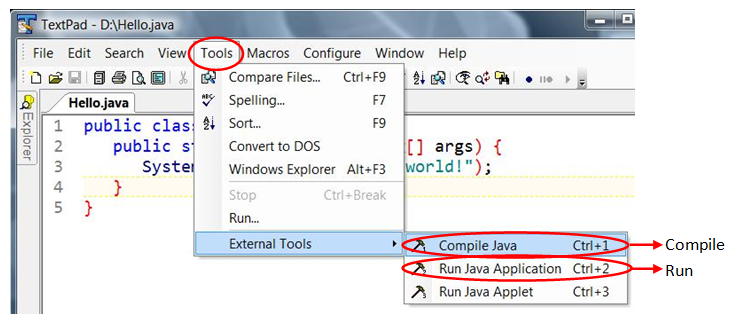 TextPad - D:\Hello.java
File Edit Search View Tools Macros Configure Window Help
Explorer
Hello.java
1 public clas
2 public st [] args) {
3 System world!");
4 }
5 }
Compare Files... Ctrl+F9
Spelling... F7
Sort... F9
Convert to DOS
Windows Explorer Alt+F3
Stop Ctrl+Break
Run...
External Tools
Compile Java Ctrl+1
Run Java Application Ctrl+2
Run Java Applet Ctrl+3
Compile
Run